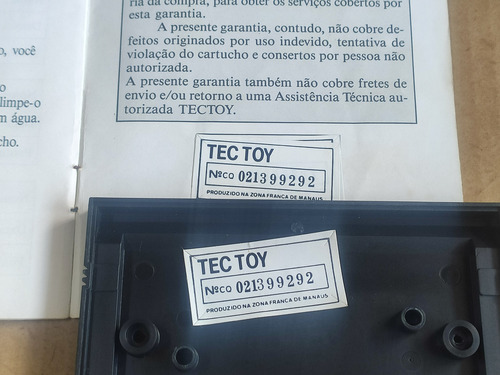 ria da compra, para obter os serviços cobertos por
esta garantia.
A presente garantia, contudo, não cobre de-
feitos originados por uso indevido, tentativa de
violação do cartucho e consertos por pessoa não
autorizada.
A presente garantia também não cobre fretes de
envio e/ou retorno a uma Assistência Técnica au-
torizada TECTOY.
o, você
o
limpe-o
m água.
cho.
TEC TOY
Nº CO 021399292
PRODUZIDO NA ZONA FRANCA DE MANAUS
TEC TOY
Nº CO 021399292
PRODUZIDO NA ZONA FRANCA DE MANAUS